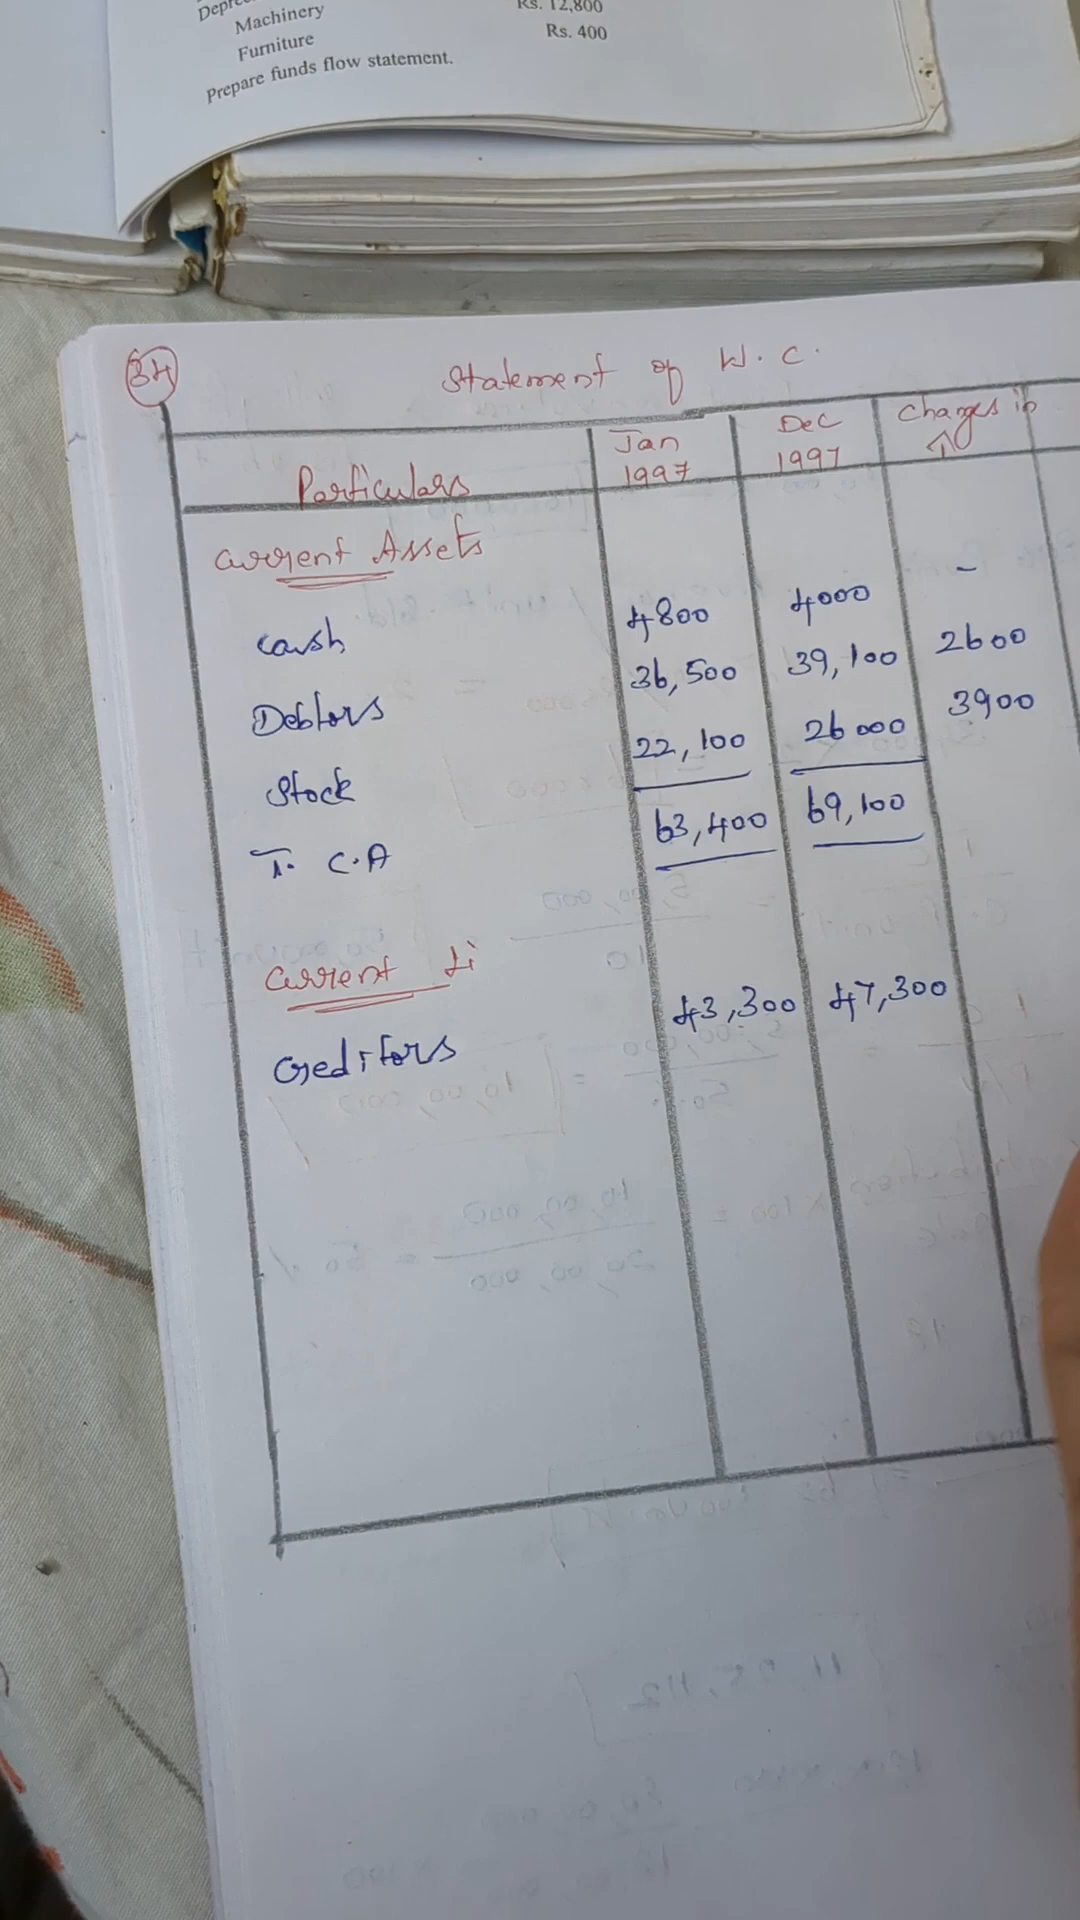 Machinery Rs. 12,800
Furniture Rs. 400
Prepare funds flow statement.
34 Statement of W. C.
Particulars Jan 1997 Dec 1997 Changes in ↑
Current Assets
Cash 4800 4000 -
Debtors 36,500 39,100 2600
Stock 22,100 26000 3900
T. C.A 63,400 69,100
Current Li
Creditors 43,300 47,300